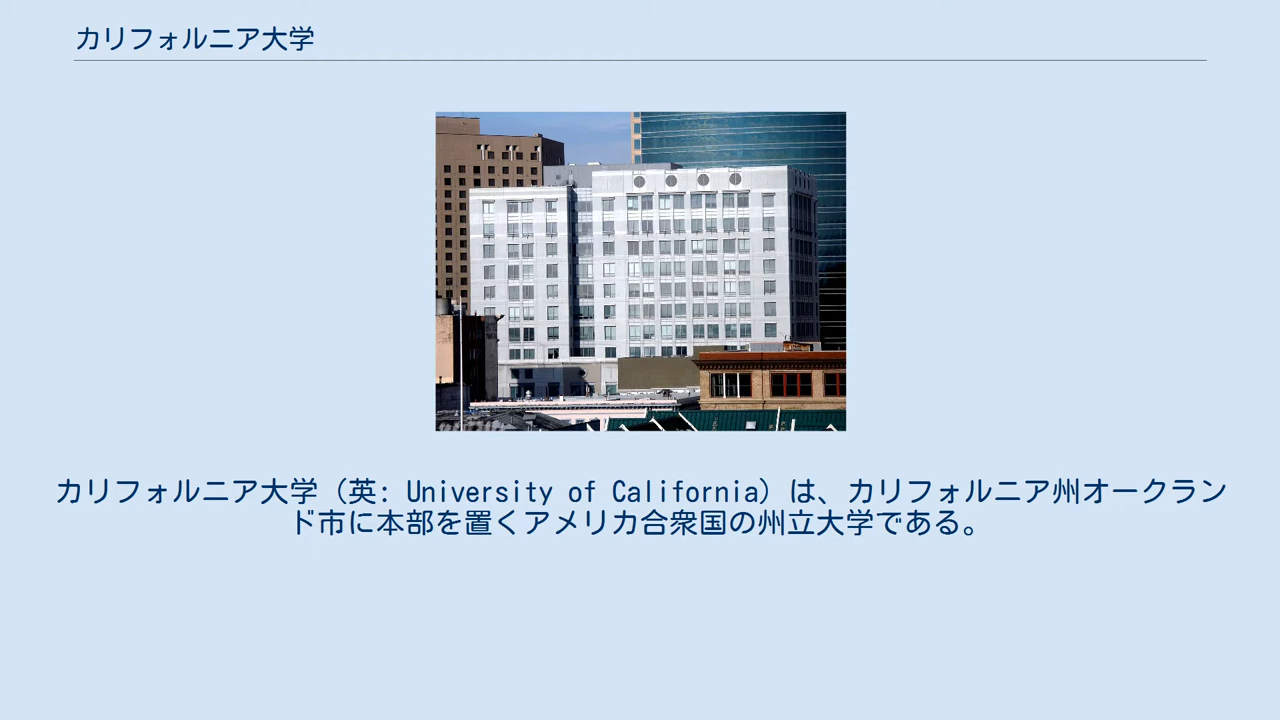 カリフォルニア大学
カリフォルニア大学（英: University of California）は、カリフォルニア州オークラン
ド市に本部を置くアメリカ合衆国の州立大学である。